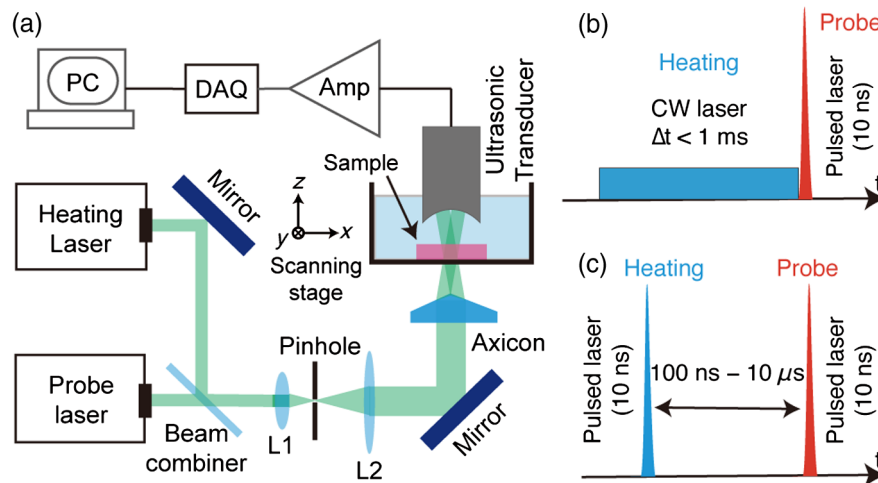 (a)
PC
DAQ
Amp
Ultrasonic
Transducer
Sample
Mirror
Heating
Laser
z
y
x
Scanning
stage
Pinhole
Axicon
Probe
laser
Beam
combiner
L1
L2
Mirror
(b)
Probe
Heating
CW laser
Δt < 1 ms
Pulsed laser
(10 ns)
t
(c)
Heating
Probe
Pulsed laser
(10 ns)
100 ns – 10 μs
Pulsed laser
(10 ns)
t